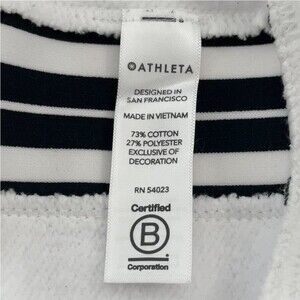 ATHLETA
DESIGNED IN
SAN FRANCISCO
MADE IN VIETNAM
73% COTTON
27% POLYESTER
EXCLUSIVE OF
DECORATION
RN 54023
Certified
B
Corporation